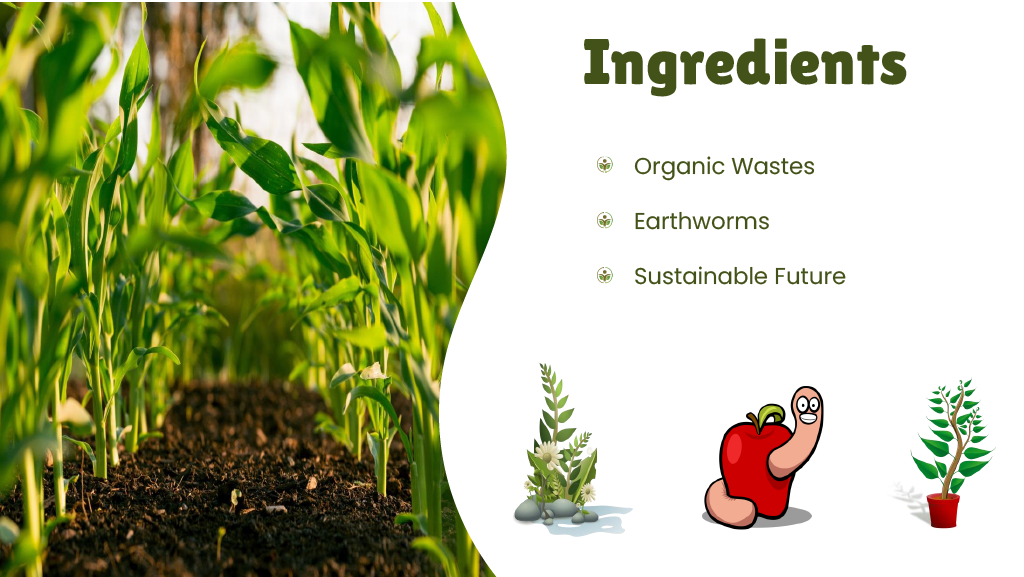 Ingredients
Organic Wastes
Earthworms
Sustainable Future